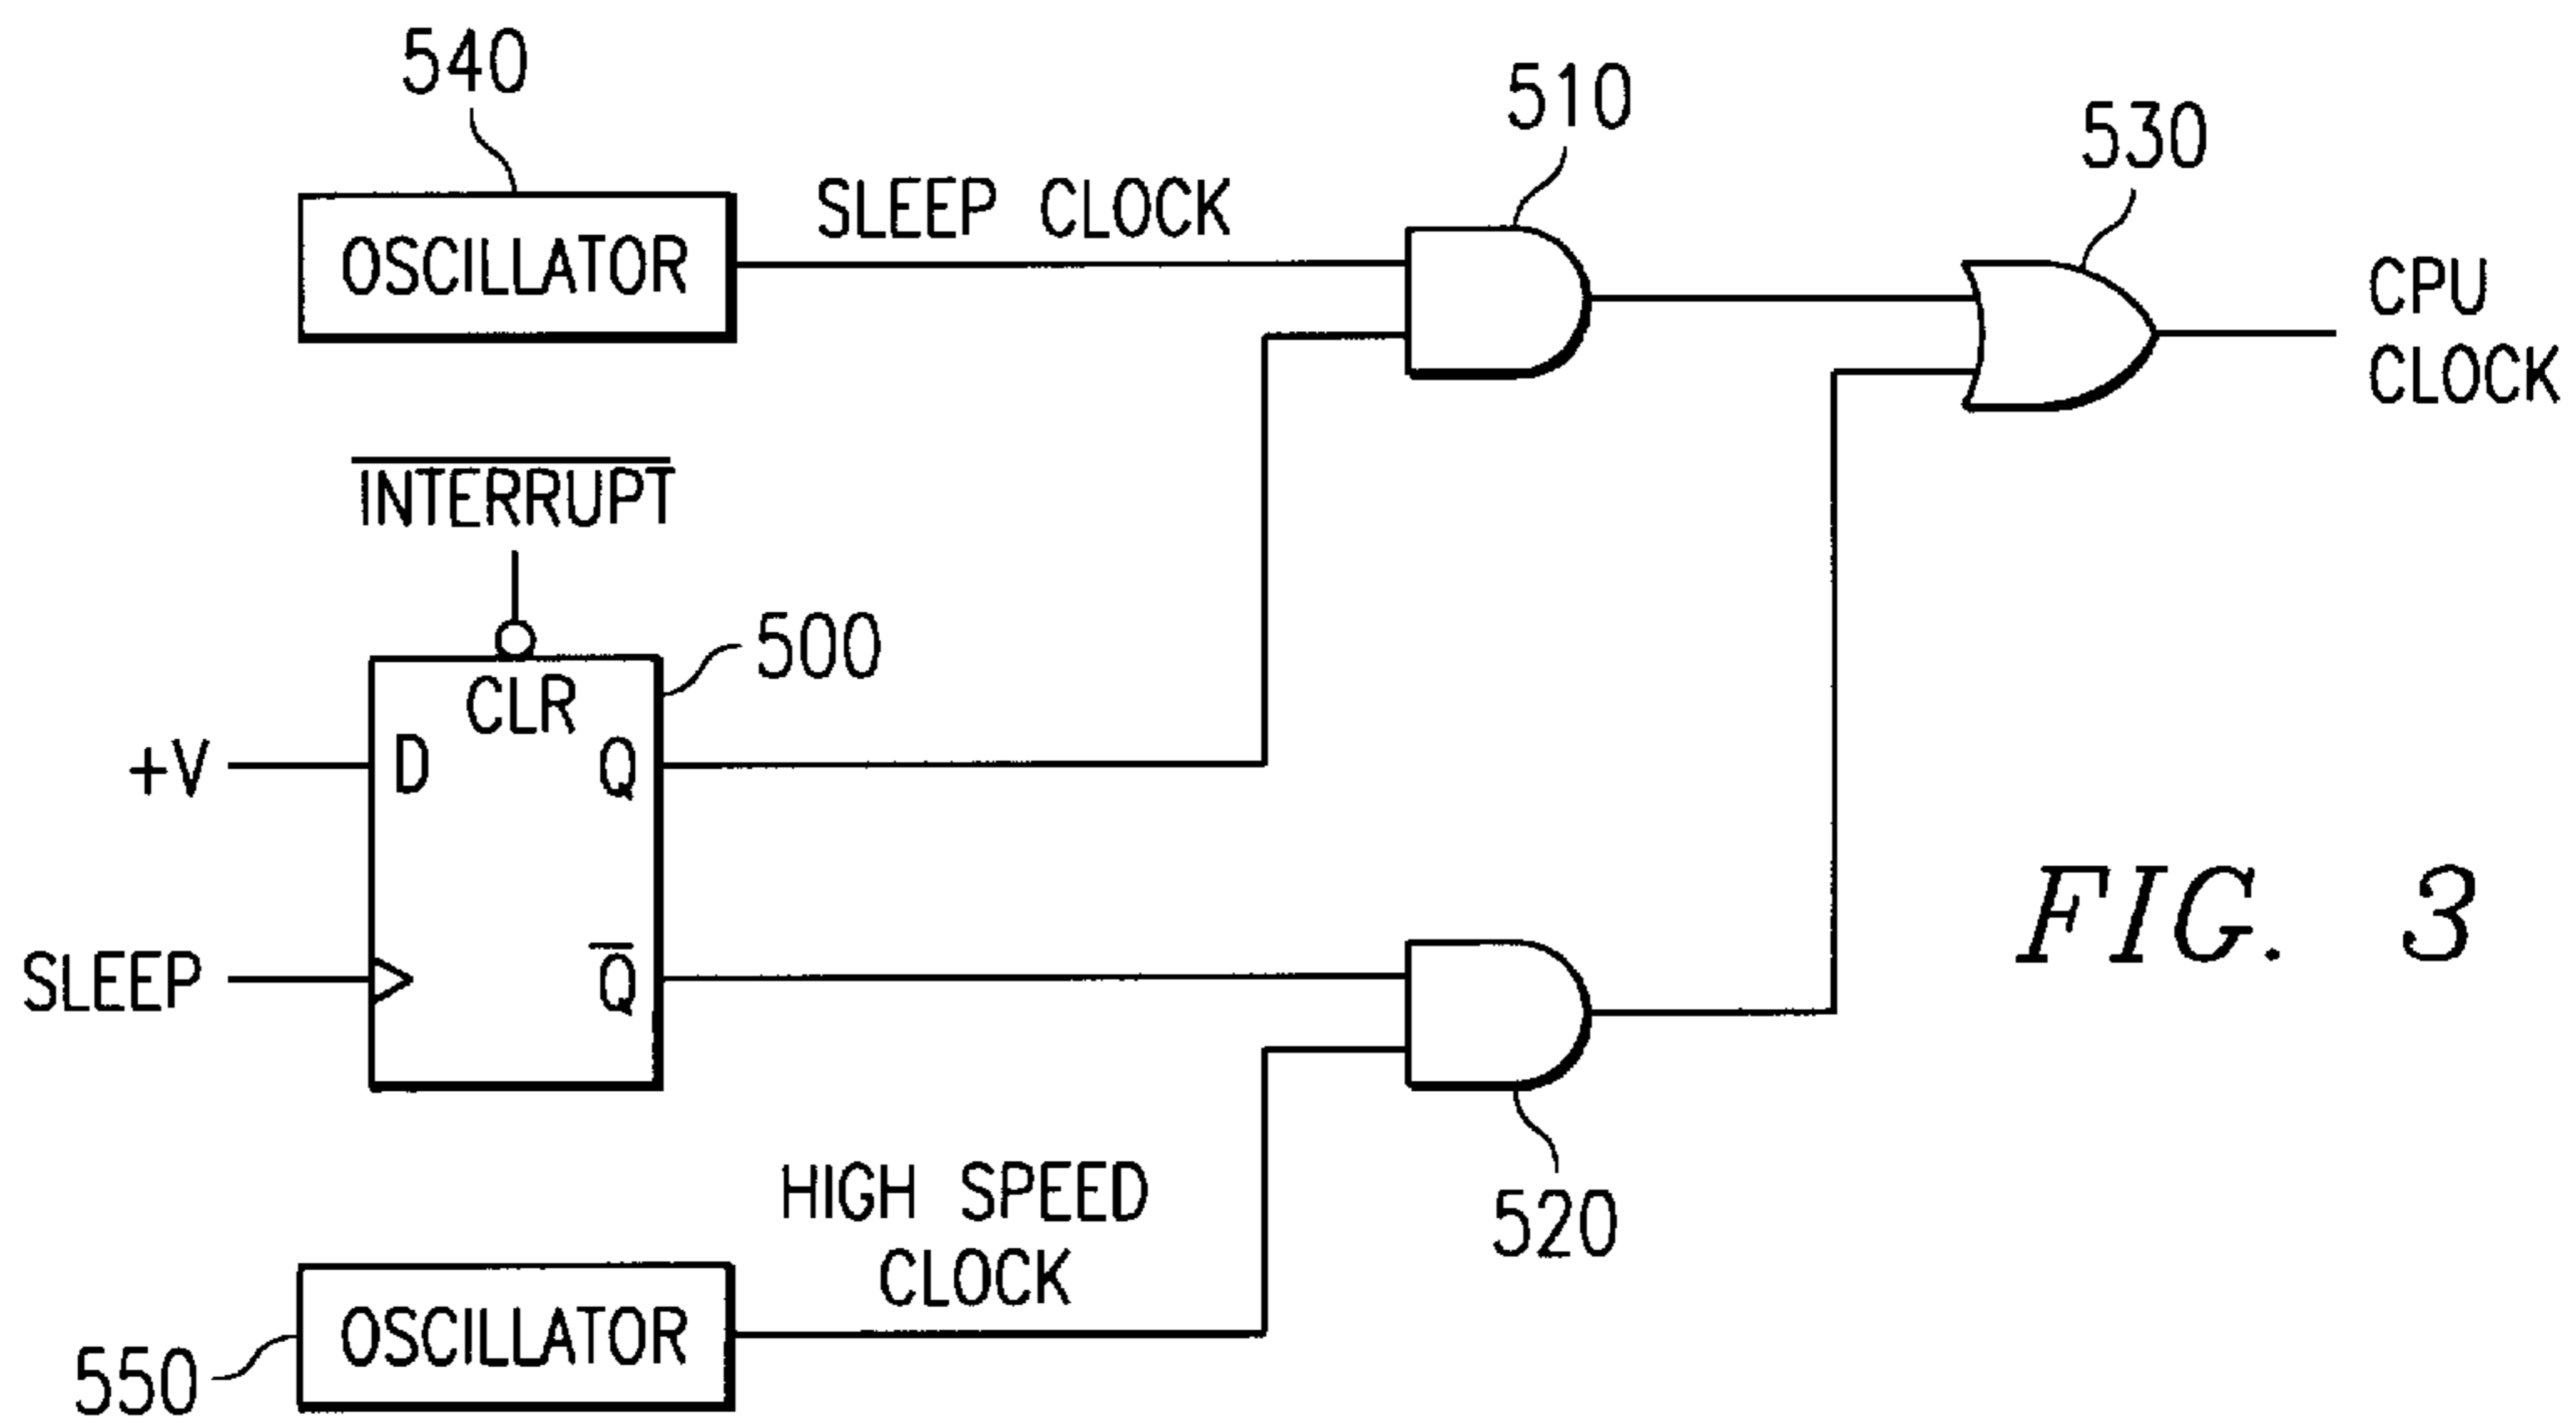 540
510
530
SLEEP CLOCK
OSCILLATOR
CPU
CLOCK
I̅N̅T̅E̅R̅R̅U̅P̅T̅
500
CLR
+V
D
Q
SLEEP
Q̅
FIG. 3
HIGH SPEED
CLOCK
520
OSCILLATOR
550